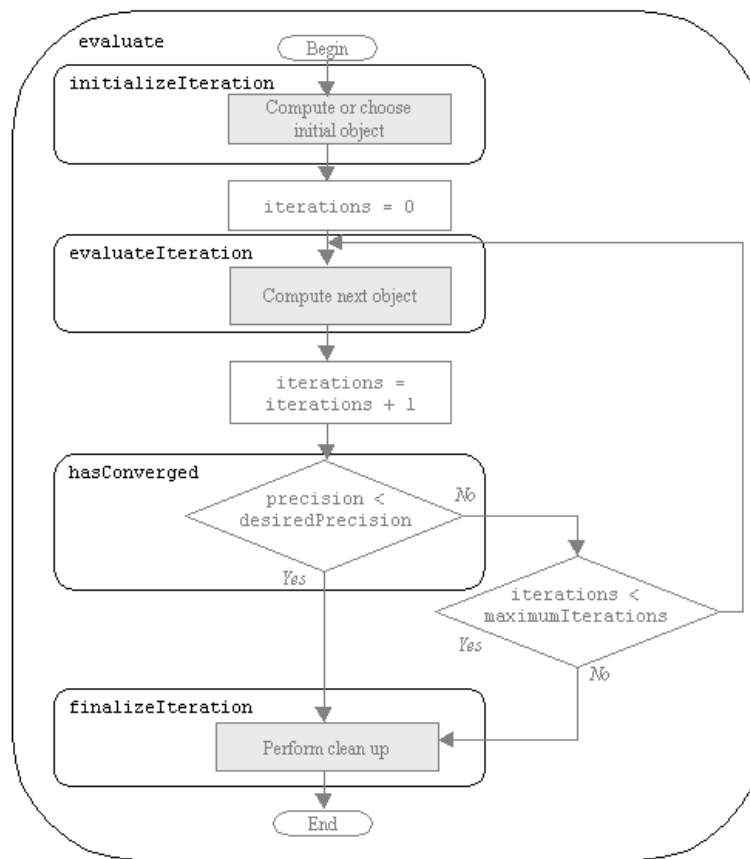 evaluate
Begin
initializeIteration
Compute or choose
initial object
iterations = 0
evaluateIteration
Compute next object
iterations =
iterations + 1
hasConverged
precision <
desiredPrecision
No
Yes
iterations <
maximumIterations
Yes
No
finalizeIteration
Perform clean up
End